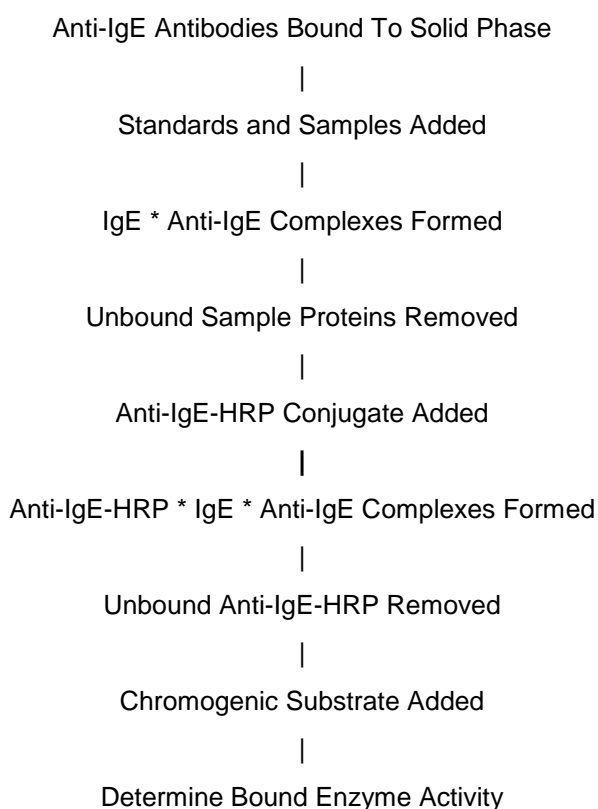 Anti-IgE Antibodies Bound To Solid Phase
|
Standards and Samples Added
|
IgE * Anti-IgE Complexes Formed
|
Unbound Sample Proteins Removed
|
Anti-IgE-HRP Conjugate Added
|
Anti-IgE-HRP * IgE * Anti-IgE Complexes Formed
|
Unbound Anti-IgE-HRP Removed
|
Chromogenic Substrate Added
|
Determine Bound Enzyme Activity